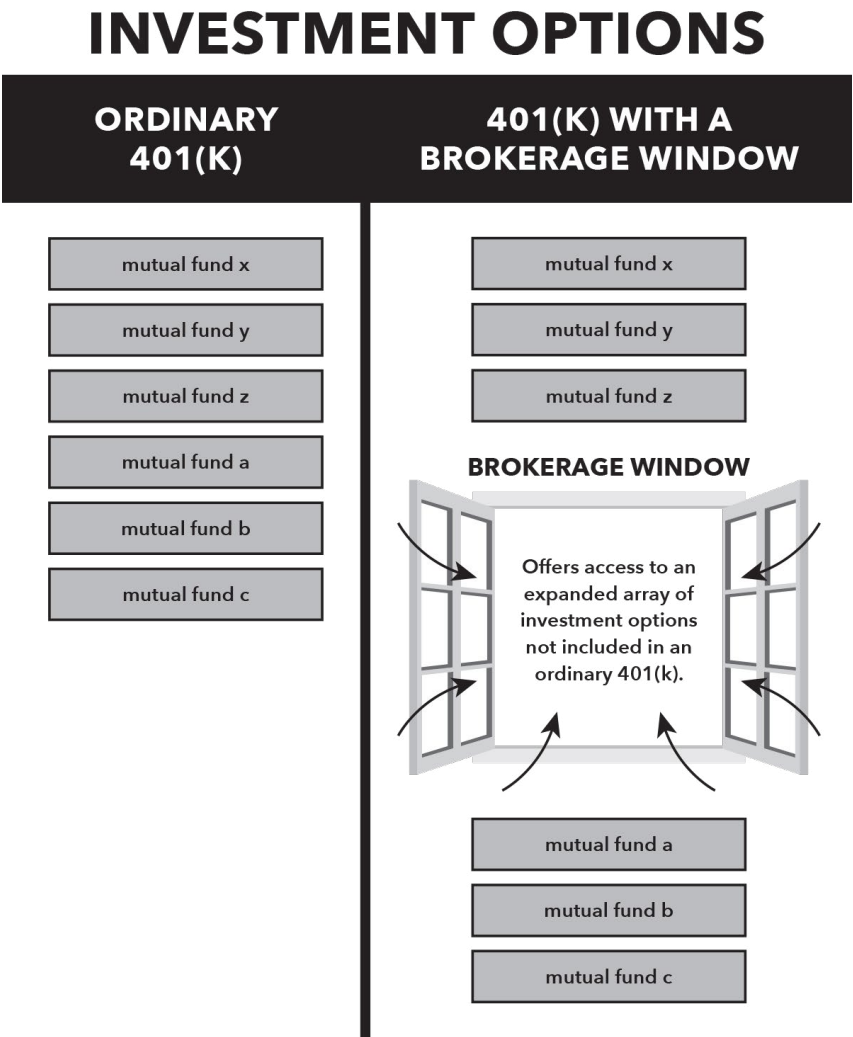 INVESTMENT OPTIONS
ORDINARY
401(K)
mutual fund x
mutual fund y
mutual fund z
mutual fund a
mutual fund b
mutual fund c
401(K) WITH A
BROKERAGE WINDOW
mutual fund x
mutual fund y
mutual fund z
BROKERAGE WINDOW
Offers access to an
expanded array of
investment options
not included in an
ordinary 401(k).
mutual fund a
mutual fund b
mutual fund c